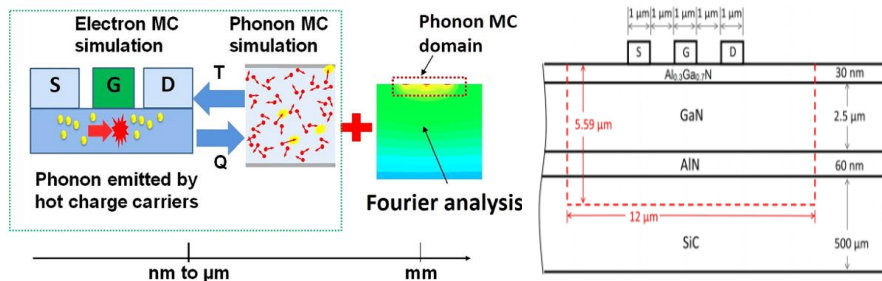 Electron MC
simulation
Phonon MC
simulation
Phonon MC
domain
S
G
D
T
Q
Phonon emitted by
hot charge carriers
Fourier analysis
nm to μm
mm
1 μm
1 μm
1 μm
1 μm
1 μm
S
G
D
Al0.3Ga0.7N
30 nm
GaN
5.59 μm
2.5 μm
AlN
60 nm
12 μm
SiC
500 μm